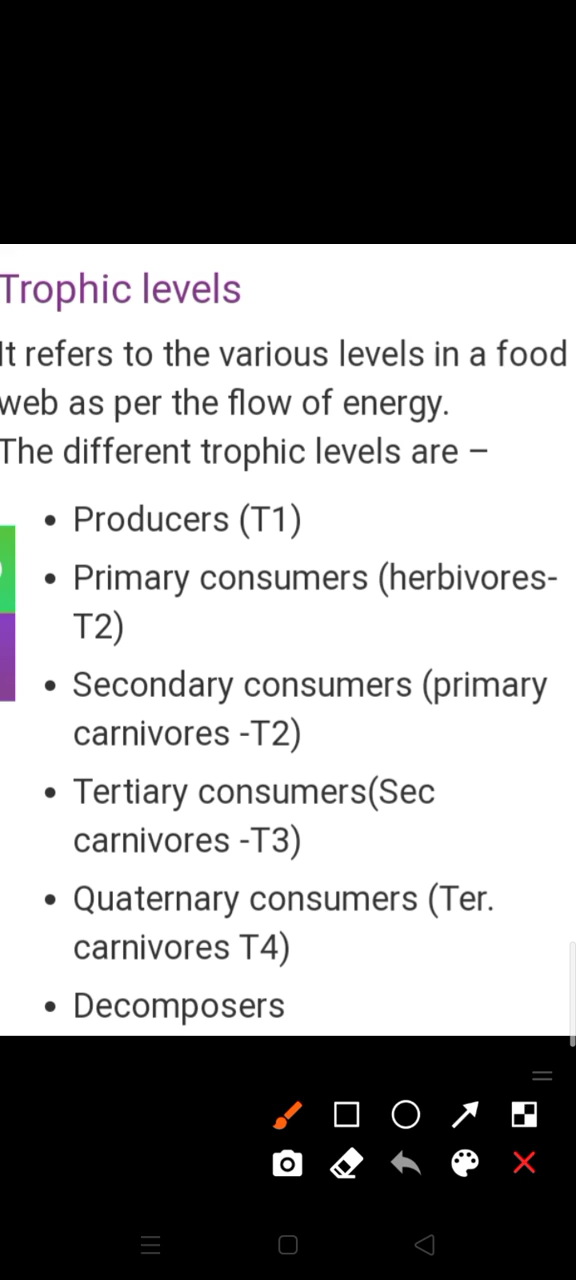 Trophic levels
It refers to the various levels in a food
web as per the flow of energy.
The different trophic levels are –
• Producers (T1)
• Primary consumers (herbivores-
T2)
• Secondary consumers (primary
carnivores -T2)
• Tertiary consumers(Sec
carnivores -T3)
• Quaternary consumers (Ter.
carnivores T4)
• Decomposers